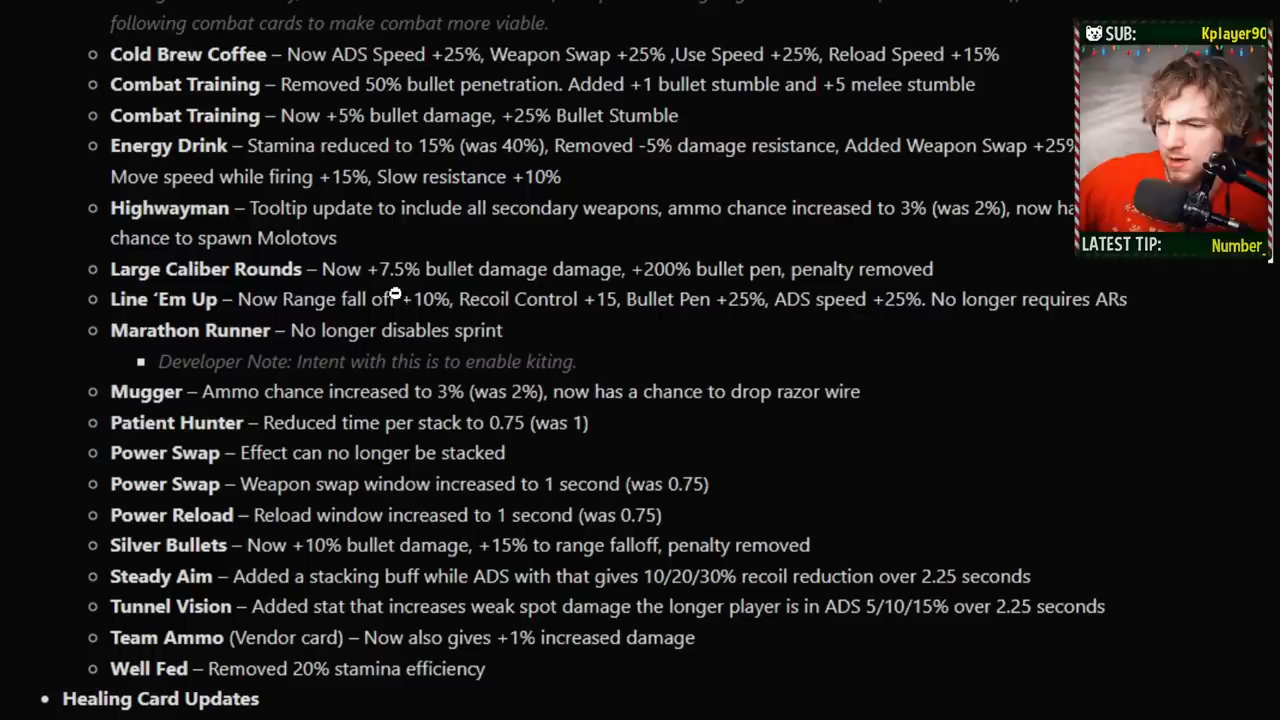 following combat cards to make combat more viable.
Cold Brew Coffee – Now ADS Speed +25%, Weapon Swap +25% ,Use Speed +25%, Reload Speed +15%
Combat Training – Removed 50% bullet penetration. Added +1 bullet stumble and +5 melee stumble
Combat Training – Now +5% bullet damage, +25% Bullet Stumble
Energy Drink – Stamina reduced to 15% (was 40%), Removed -5% damage resistance, Added Weapon Swap +25%
Move speed while firing +15%, Slow resistance +10%
Highwayman – Tooltip update to include all secondary weapons, ammo chance increased to 3% (was 2%), now ha
chance to spawn Molotovs
Large Caliber Rounds – Now +7.5% bullet damage damage, +200% bullet pen, penalty removed
Line ‘Em Up – Now Range fall off +10%, Recoil Control +15, Bullet Pen +25%, ADS speed +25%. No longer requires ARs
Marathon Runner – No longer disables sprint
Developer Note: Intent with this is to enable kiting.
Mugger – Ammo chance increased to 3% (was 2%), now has a chance to drop razor wire
Patient Hunter – Reduced time per stack to 0.75 (was 1)
Power Swap – Effect can no longer be stacked
Power Swap – Weapon swap window increased to 1 second (was 0.75)
Power Reload – Reload window increased to 1 second (was 0.75)
Silver Bullets – Now +10% bullet damage, +15% to range falloff, penalty removed
Steady Aim – Added a stacking buff while ADS with that gives 10/20/30% recoil reduction over 2.25 seconds
Tunnel Vision – Added stat that increases weak spot damage the longer player is in ADS 5/10/15% over 2.25 seconds
Team Ammo (Vendor card) – Now also gives +1% increased damage
Well Fed – Removed 20% stamina efficiency
Healing Card Updates
SUB: Kplayer90
LATEST TIP: Number_